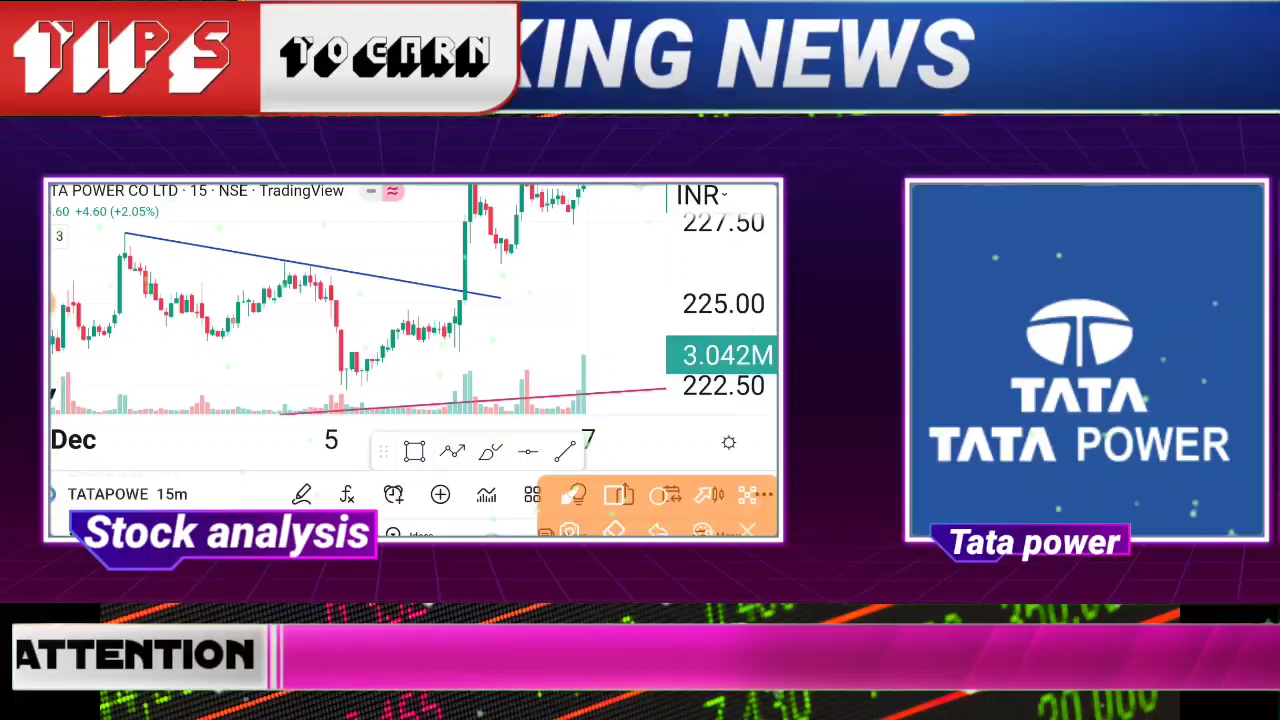 TIPS
TO EARN
KING NEWS
TA POWER CO LTD · 15 · NSE · TradingView
.60 +4.60 (+2.05%)
3
INR
227.50
225.00
3.042M
222.50
Dec
5
7
TATAPOWE 15m
Stock analysis
TATA
TATA POWER
Tata power
ATTENTION